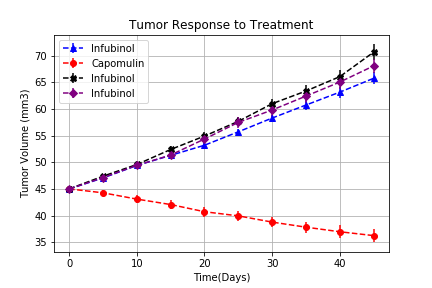 Tumor Response to Treatment
Infubinol
Capomulin
Infubinol
Infubinol
70
65
60
55
50
45
40
35
Tumor Volume (mm3)
0
10
20
30
40
Time(Days)